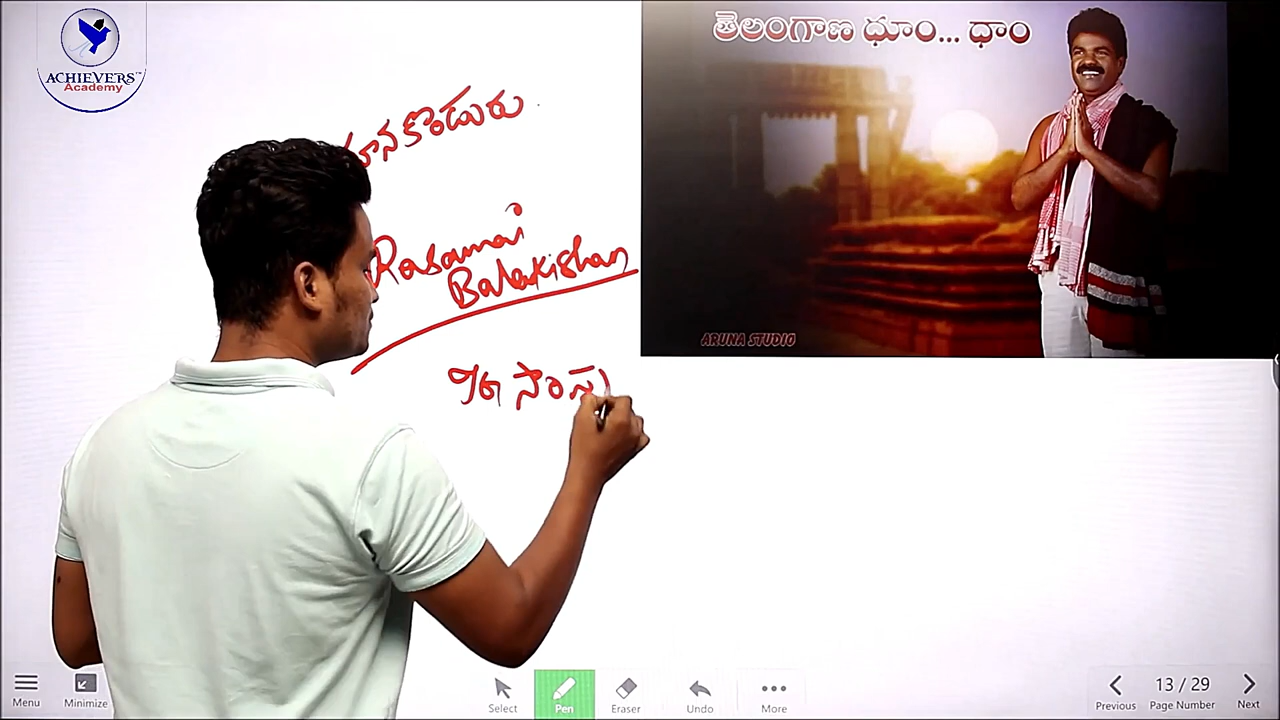 ACHIEVERS™
Academy
తెలంగాణ ధూం... ధాం
మానకొండురు
Rasamai
Balakishan
ARUNA STUDIO
Menu
Minimize
Select
Pen
Eraser
Undo
More
Previous
13 / 29
Page Number
Next